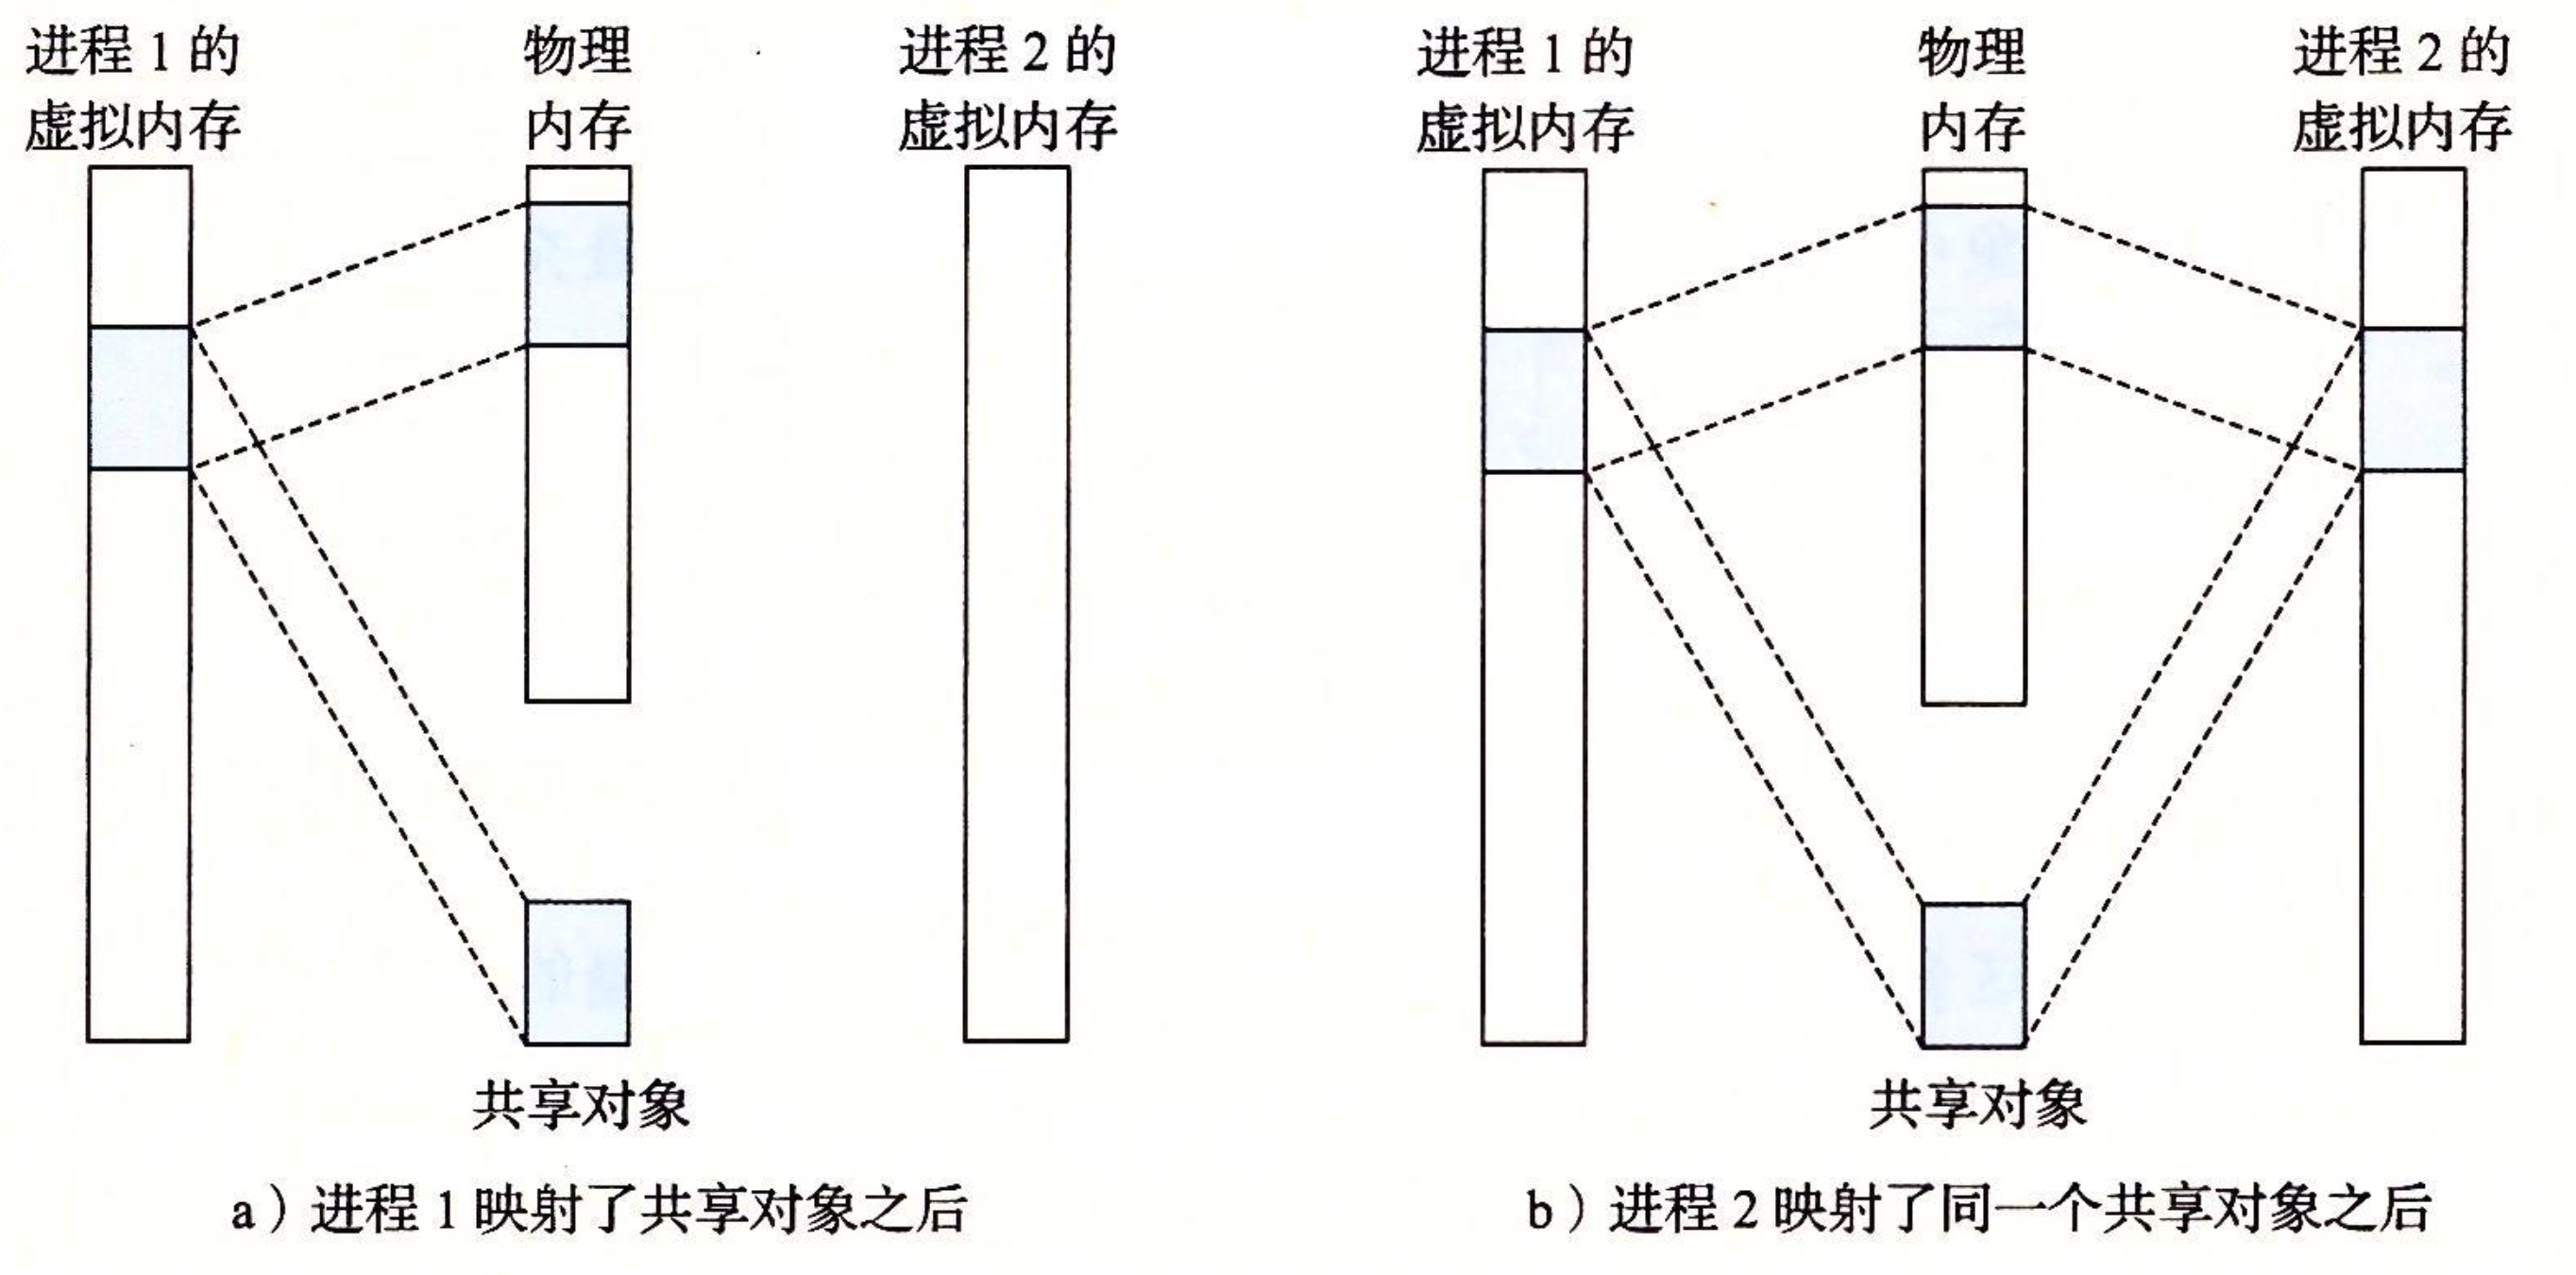 进程 1 的
虚拟内存
物理
内存
进程 2 的
虚拟内存
共享对象
a）进程 1 映射了共享对象之后
进程 1 的
虚拟内存
物理
内存
进程 2 的
虚拟内存
共享对象
b）进程 2 映射了同一个共享对象之后